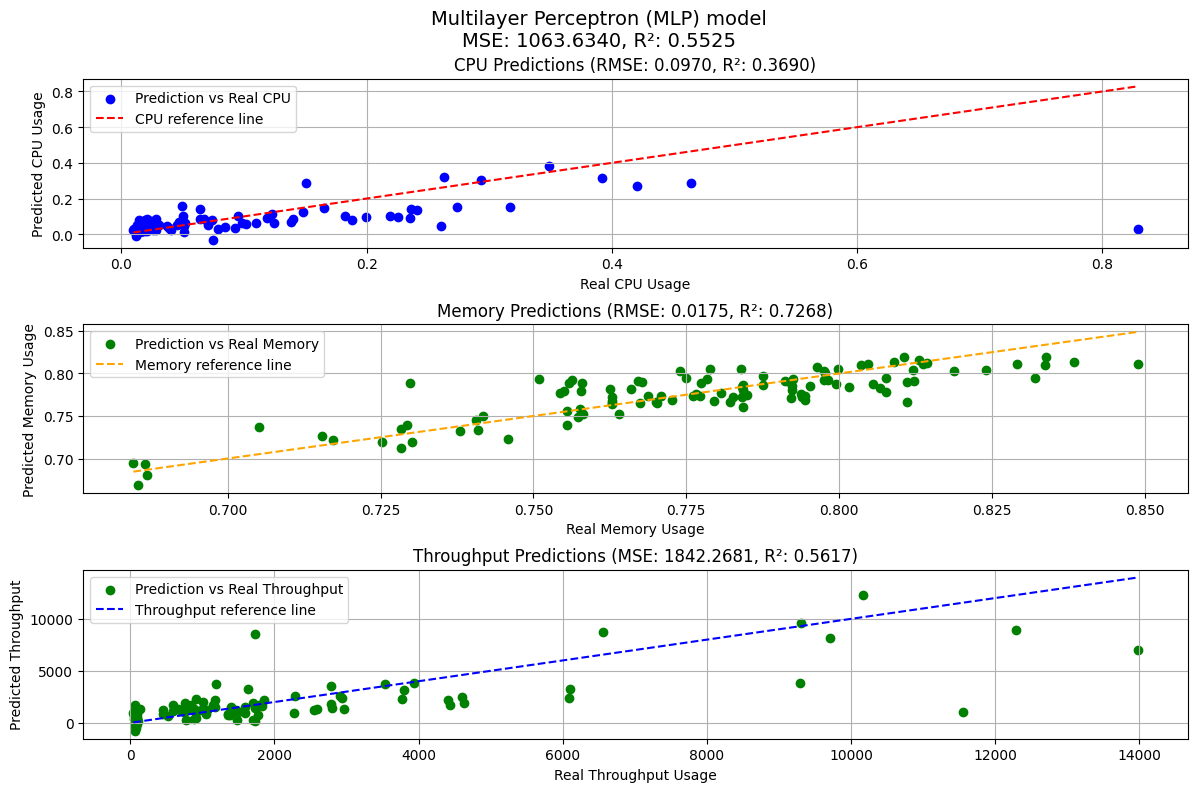 Multilayer Perceptron (MLP) model
MSE: 1063.6340, R²: 0.5525
CPU Predictions (RMSE: 0.0970, R²: 0.3690)
Prediction vs Real CPU
CPU reference line
Predicted CPU Usage
0.8
0.6
0.4
0.2
0.0
0.0 0.2 0.4 0.6 0.8
Real CPU Usage
Memory Predictions (RMSE: 0.0175, R²: 0.7268)
Prediction vs Real Memory
Memory reference line
Predicted Memory Usage
0.85
0.80
0.75
0.70
0.700 0.725 0.750 0.775 0.800 0.825 0.850
Real Memory Usage
Throughput Predictions (MSE: 1842.2681, R²: 0.5617)
Prediction vs Real Throughput
Throughput reference line
Predicted Throughput
10000
5000
0
0 2000 4000 6000 8000 10000 12000 14000
Real Throughput Usage